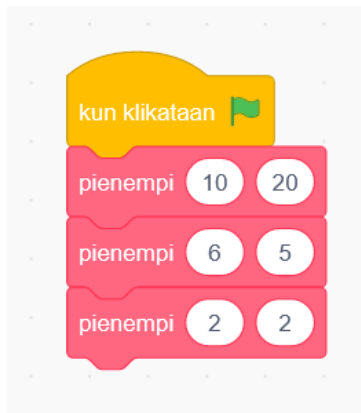 kun klikataan
pienempi 10 20
pienempi 6 5
pienempi 2 2